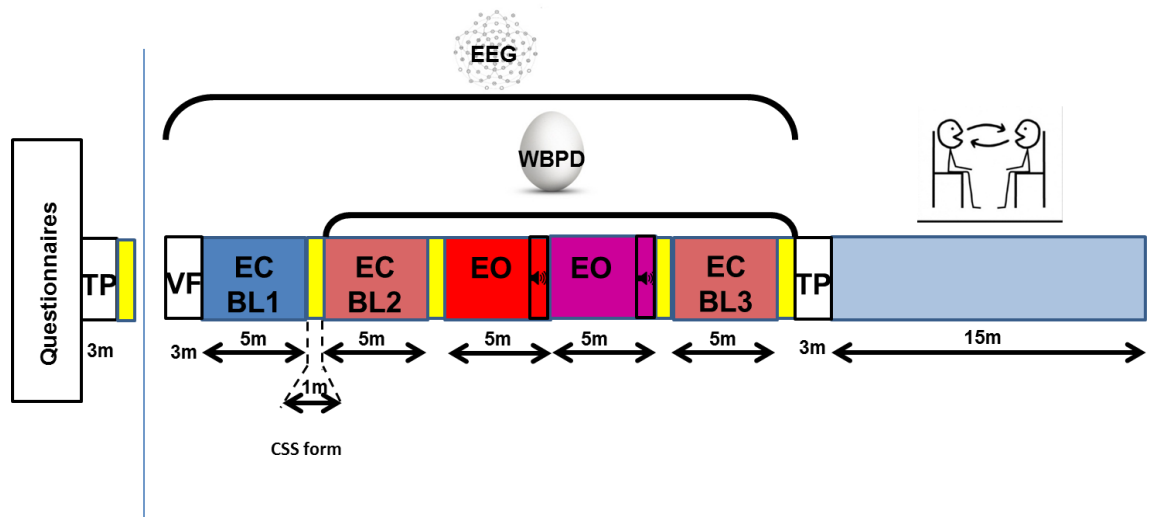 EEG
WBPD
Questionnaires
TP
VF
EC
BL1
EC
BL2
EO
EO
EC
BL3
TP
3m
3m
5m
5m
5m
5m
5m
3m
15m
1m
CSS form